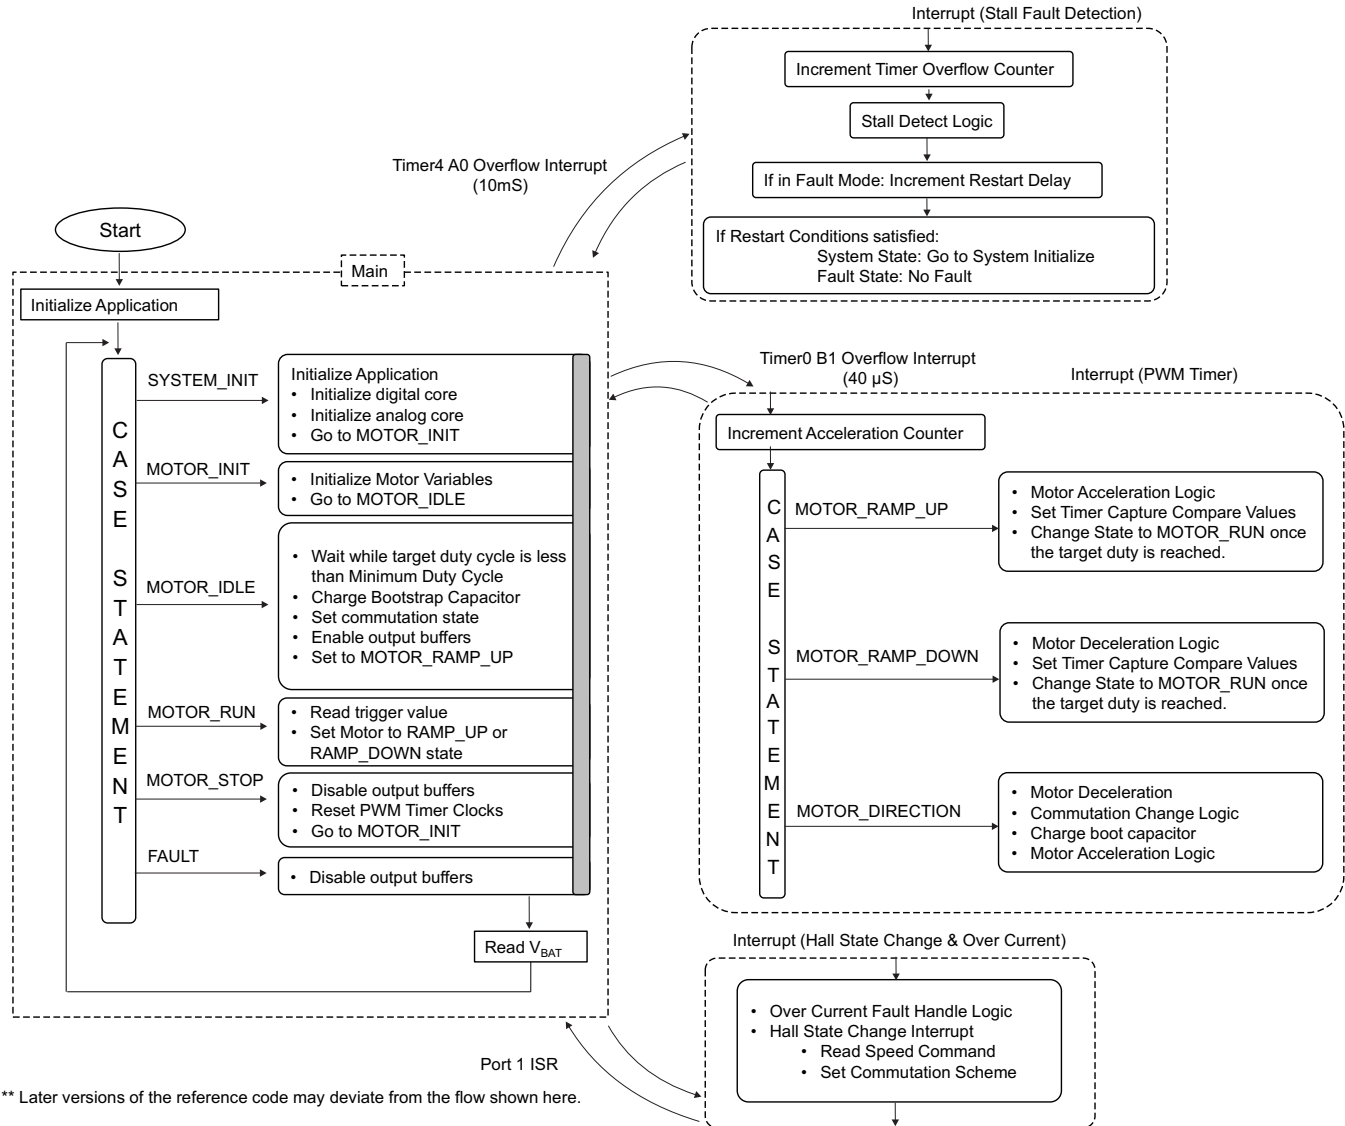 Interrupt (Stall Fault Detection)
Increment Timer Overflow Counter
Stall Detect Logic
If in Fault Mode: Increment Restart Delay
If Restart Conditions satisfied:
System State: Go to System Initialize
Fault State: No Fault
Timer4 A0 Overflow Interrupt
(10mS)
Start
Main
Initialize Application
CASE STATEMENT
SYSTEM_INIT
Initialize Application
• Initialize digital core
• Initialize analog core
• Go to MOTOR_INIT
MOTOR_INIT
• Initialize Motor Variables
• Go to MOTOR_IDLE
MOTOR_IDLE
• Wait while target duty cycle is less
than Minimum Duty Cycle
• Charge Bootstrap Capacitor
• Set commutation state
• Enable output buffers
• Set to MOTOR_RAMP_UP
MOTOR_RUN
• Read trigger value
• Set Motor to RAMP_UP or
RAMP_DOWN state
MOTOR_STOP
• Disable output buffers
• Reset PWM Timer Clocks
• Go to MOTOR_INIT
FAULT
• Disable output buffers
Read VBAT
Timer0 B1 Overflow Interrupt
(40 µS)
Interrupt (PWM Timer)
Increment Acceleration Counter
CASE STATEMENT
MOTOR_RAMP_UP
• Motor Acceleration Logic
• Set Timer Capture Compare Values
• Change State to MOTOR_RUN once
the target duty is reached.
MOTOR_RAMP_DOWN
• Motor Deceleration Logic
• Set Timer Capture Compare Values
• Change State to MOTOR_RUN once
the target duty is reached.
MOTOR_DIRECTION
• Motor Deceleration
• Commutation Change Logic
• Charge boot capacitor
• Motor Acceleration Logic
Interrupt (Hall State Change & Over Current)
• Over Current Fault Handle Logic
• Hall State Change Interrupt
• Read Speed Command
• Set Commutation Scheme
Port 1 ISR
** Later versions of the reference code may deviate from the flow shown here.